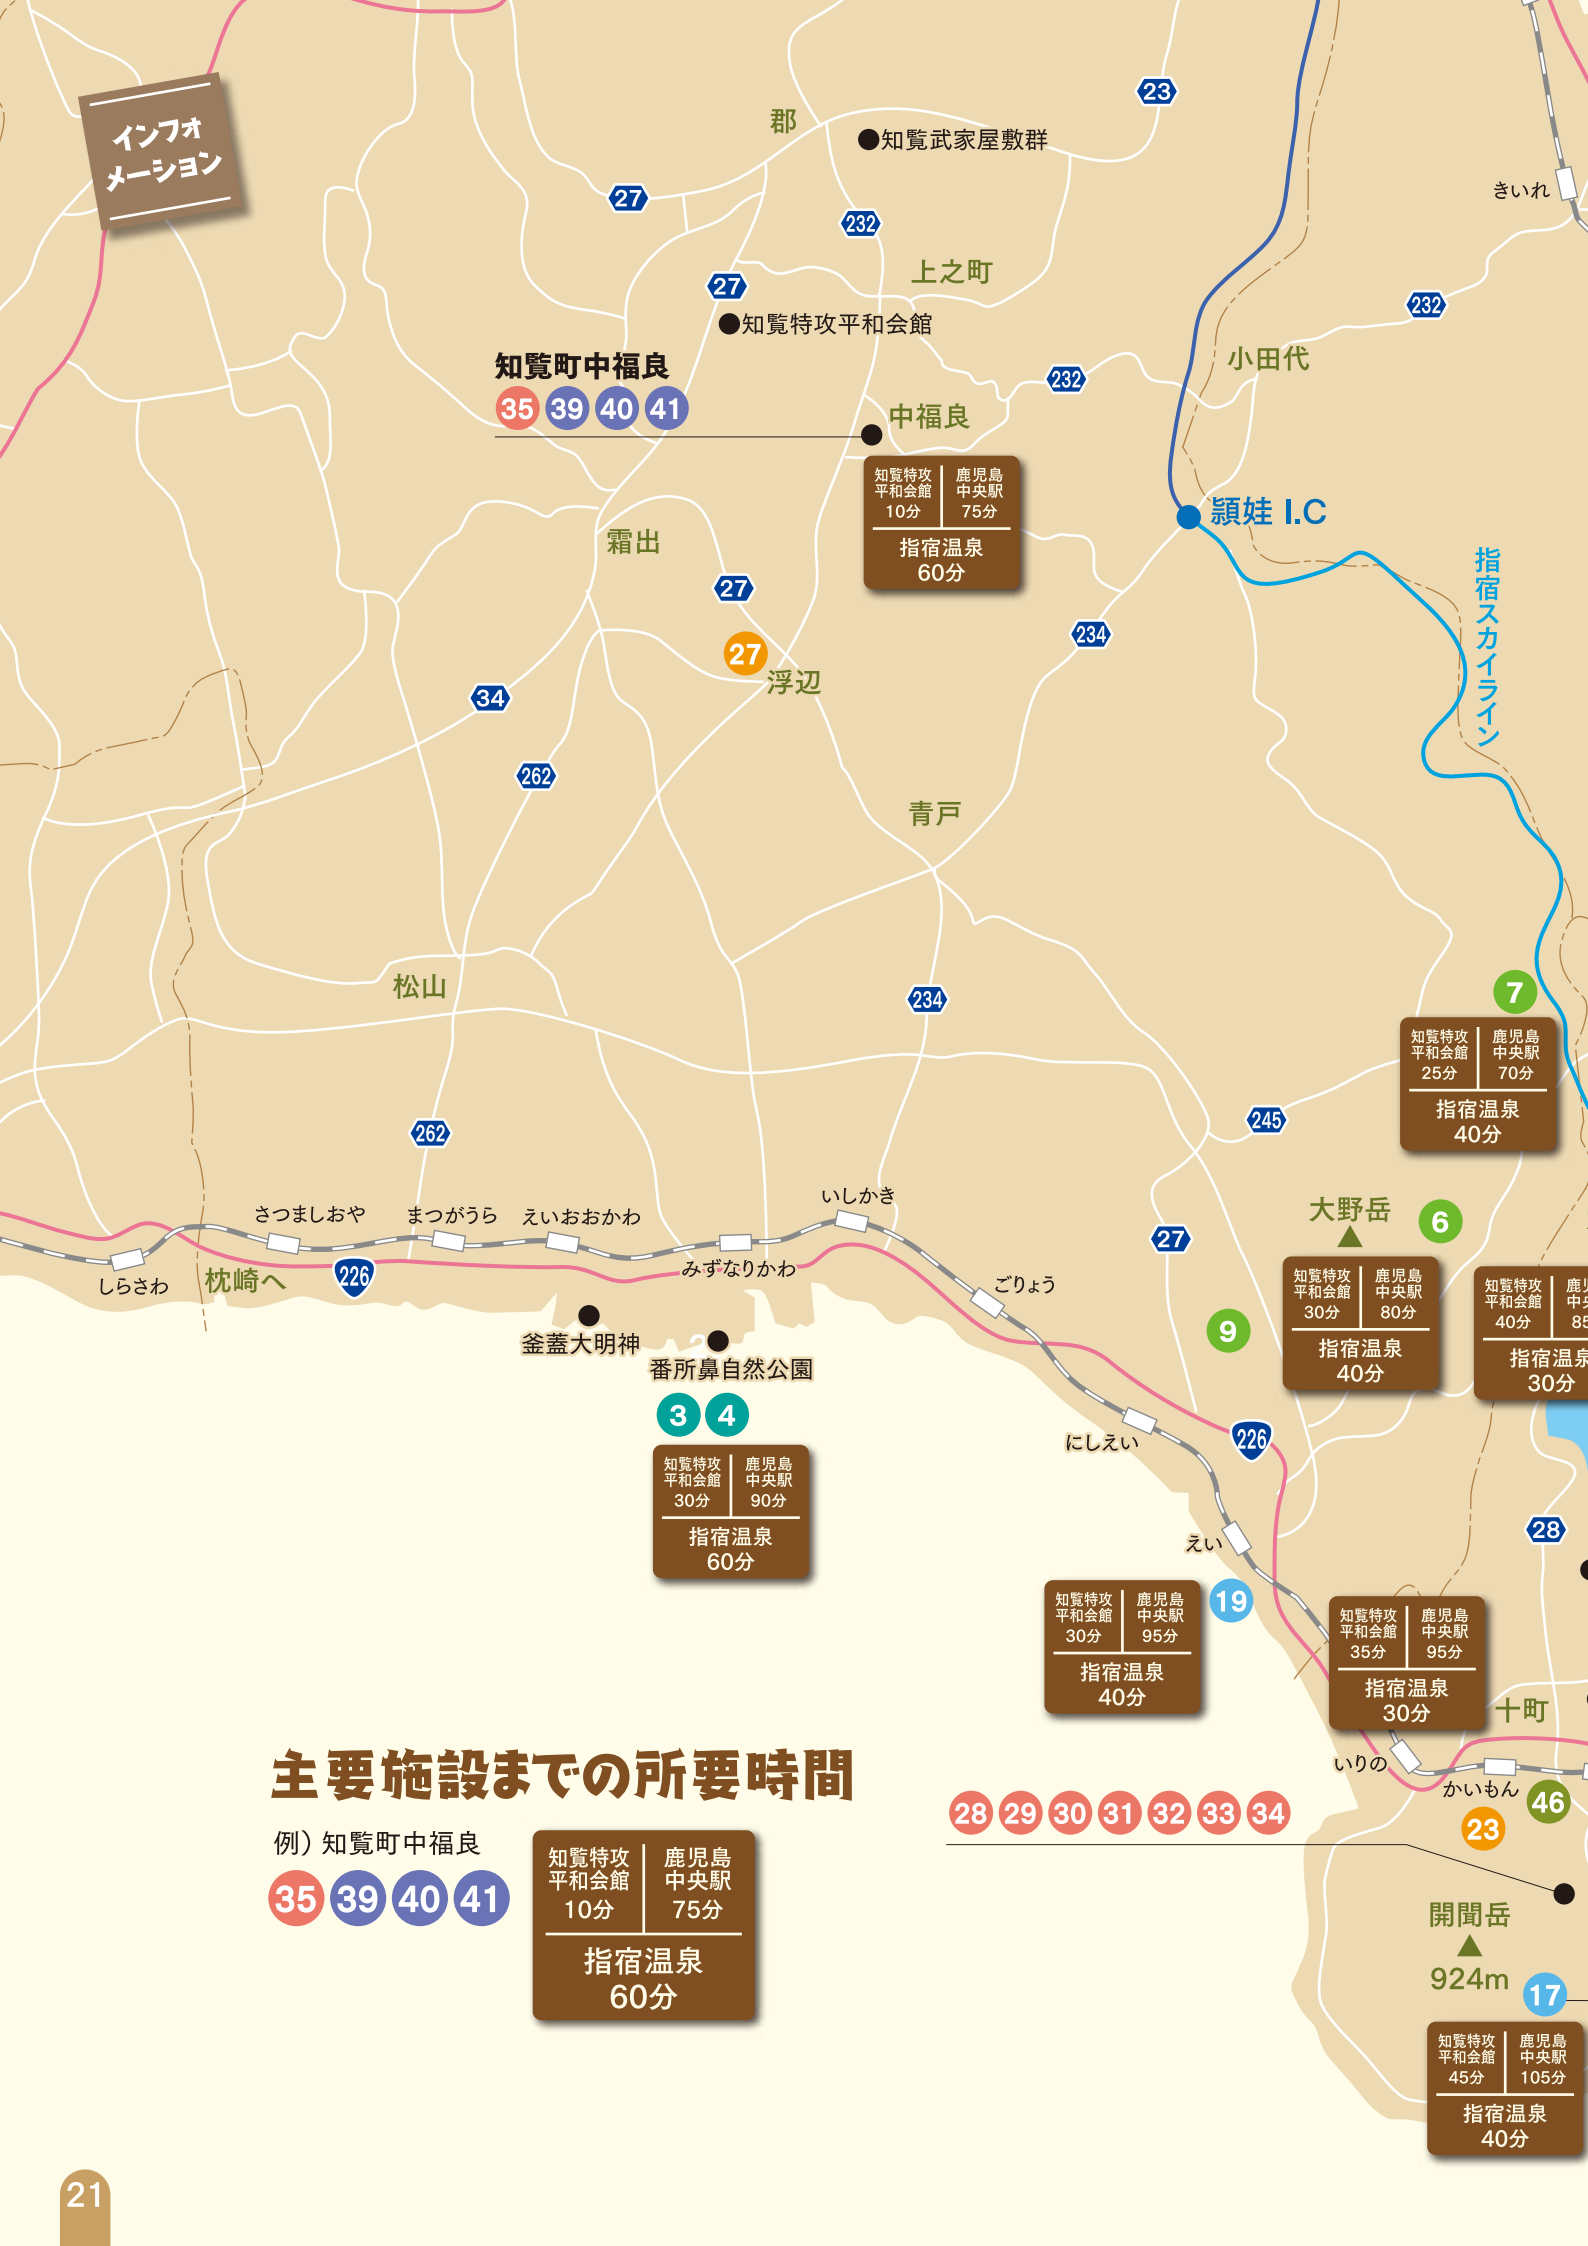 インフォ
メーション
郡
23
知覧武家屋敷群
きいれ
27
232
上之町
27
232
知覧特攻平和会館
小田代
知覧町中福良
232
35 39 40 41
中福良
知覧特攻
平和会館
10分
鹿児島
中央駅
75分
指宿温泉
60分
頴娃 I.C
霜出
指宿スカイライン
27
234
27
浮辺
34
262
青戸
松山
234
7
知覧特攻
平和会館
25分
鹿児島
中央駅
70分
指宿温泉
40分
262
245
さつましおや
まつがうら
えいおおかわ
いしかき
大野岳
6
27
しらさわ
枕崎へ
226
みずなりかわ
ごりょう
知覧特攻
平和会館
30分
鹿児島
中央駅
80分
指宿温泉
40分
知覧特攻
平和会館
40分
鹿児
中央
85
指宿温泉
30分
9
釜蓋大明神
番所鼻自然公園
3 4
知覧特攻
平和会館
30分
鹿児島
中央駅
90分
指宿温泉
60分
にしえい
226
28
えい
19
知覧特攻
平和会館
30分
鹿児島
中央駅
95分
指宿温泉
40分
知覧特攻
平和会館
35分
鹿児島
中央駅
95分
指宿温泉
30分
十町
いりの
かいもん
46
23
主要施設までの所要時間
28 29 30 31 32 33 34
例）知覧町中福良
35 39 40 41
知覧特攻
平和会館
10分
鹿児島
中央駅
75分
指宿温泉
60分
開聞岳
924m
17
知覧特攻
平和会館
45分
鹿児島
中央駅
105分
指宿温泉
40分
21